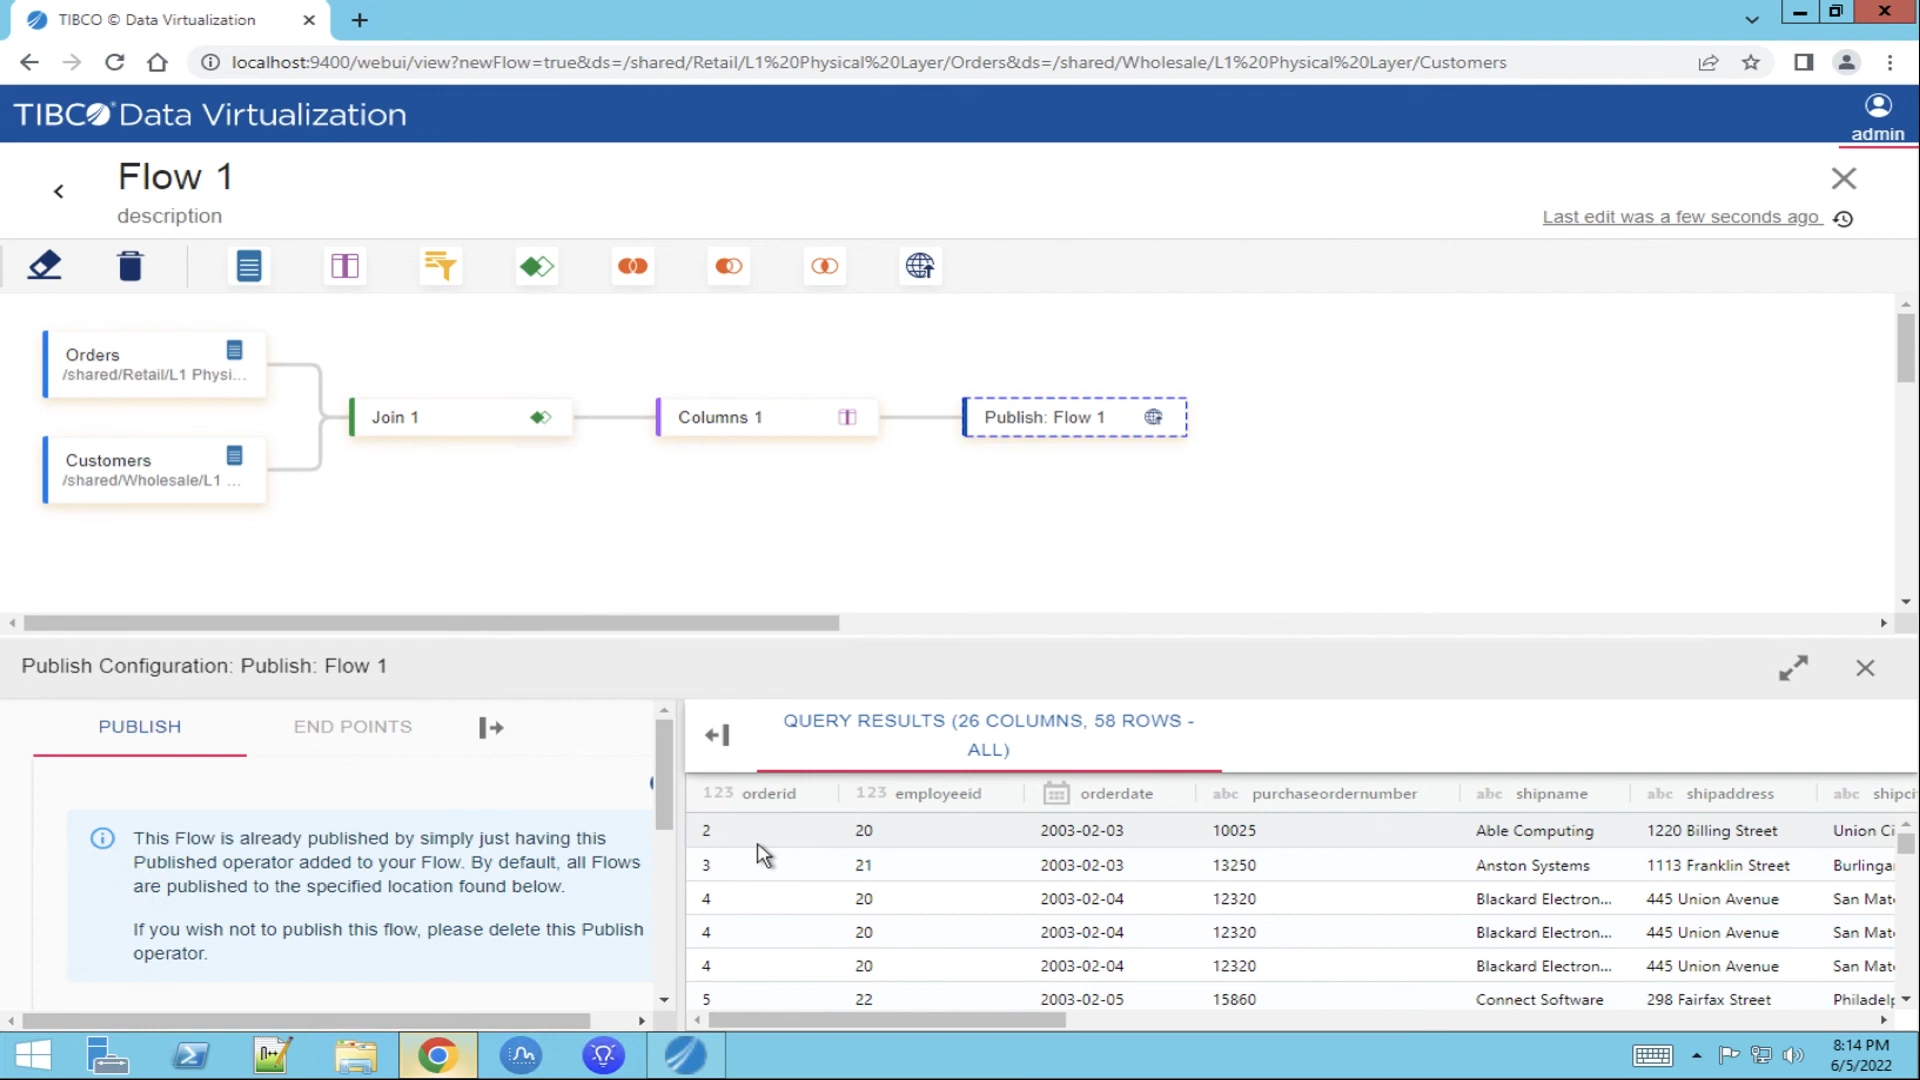 TIBCO © Data Virtualization
localhost:9400/webui/view?newFlow=true&ds=/shared/Retail/L1%20Physical%20Layer/Orders&ds=/shared/Wholesale/L1%20Physical%20Layer/Customers
TIBCO® Data Virtualization
admin
Flow 1
description
Last edit was a few seconds ago
Orders
/shared/Retail/L1 Physi...
Customers
/shared/Wholesale/L1 ...
Join 1
Columns 1
Publish: Flow 1
Publish Configuration: Publish: Flow 1
PUBLISH
END POINTS
This Flow is already published by simply just having this
Published operator added to your Flow. By default, all Flows
are published to the specified location found below.
If you wish not to publish this flow, please delete this Publish
operator.
QUERY RESULTS (26 COLUMNS, 58 ROWS -
ALL)
123 orderid 123 employeeid orderdate abc purchaseordernumber abc shipname abc shipaddress abc shipci
2 20 2003-02-03 10025 Able Computing 1220 Billing Street Union Ci
3 21 2003-02-03 13250 Anston Systems 1113 Franklin Street Burlinga
4 20 2003-02-04 12320 Blackard Electron... 445 Union Avenue San Mat
4 20 2003-02-04 12320 Blackard Electron... 445 Union Avenue San Mat
4 20 2003-02-04 12320 Blackard Electron... 445 Union Avenue San Mat
5 22 2003-02-05 15860 Connect Software 298 Fairfax Street Philadelp
8:14 PM
6/5/2022